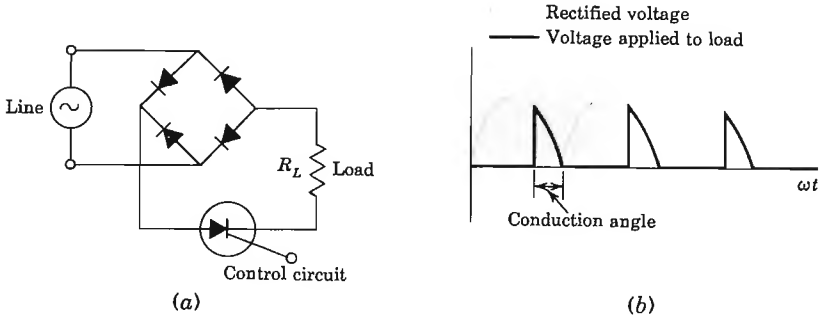 Line
R_L
Load
Control circuit
(a)
Rectified voltage
Voltage applied to load
ωt
Conduction angle
(b)